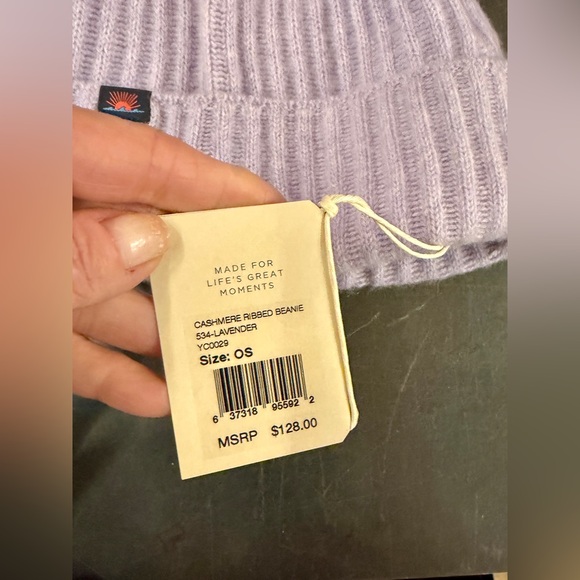 MADE FOR
LIFE'S GREAT
MOMENTS
CASHMERE RIBBED BEANIE
534-LAVENDER
YC0029
Size: OS
6 37318 95592 2
MSRP $128.00